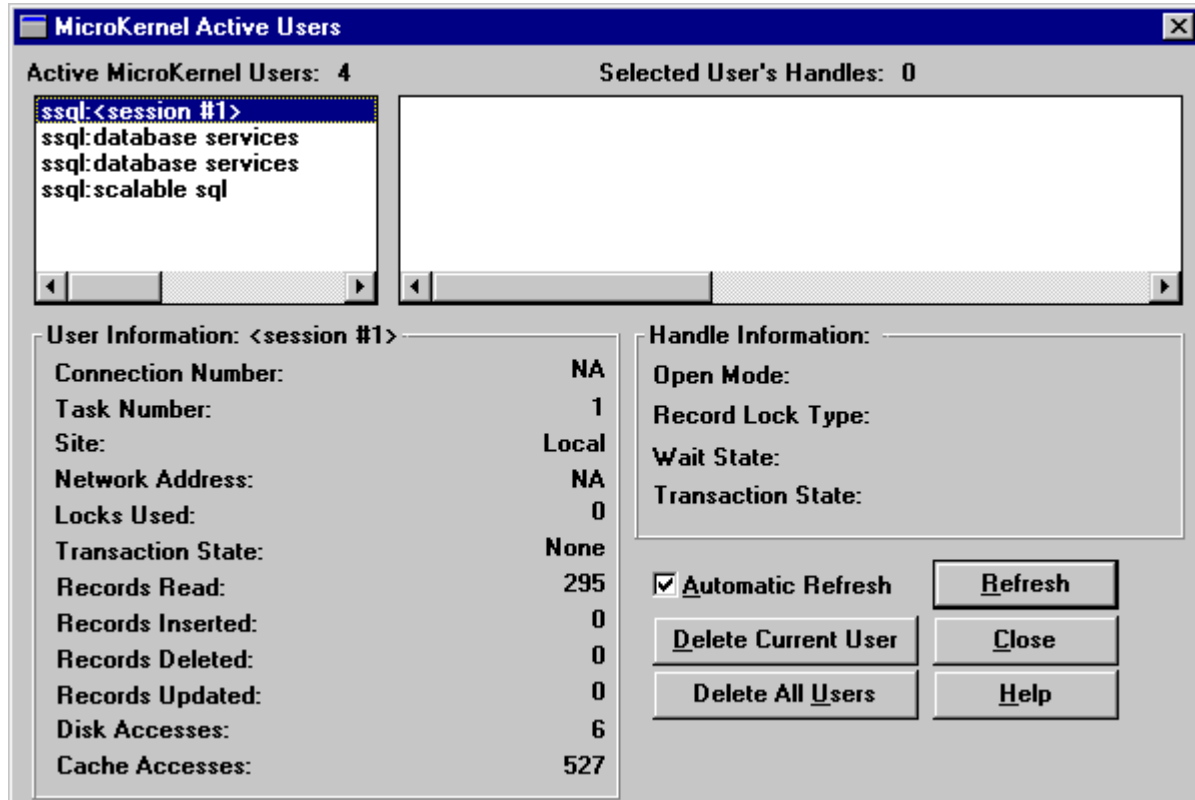 MicroKernel Active Users
Active MicroKernel Users: 4
Selected User's Handles: 0
ssql:<session #1>
ssql:database services
ssql:database services
ssql:scalable sql
User Information: <session #1>
Connection Number: NA
Task Number: 1
Site: Local
Network Address: NA
Locks Used: 0
Transaction State: None
Records Read: 295
Records Inserted: 0
Records Deleted: 0
Records Updated: 0
Disk Accesses: 6
Cache Accesses: 527
Handle Information:
Open Mode:
Record Lock Type:
Wait State:
Transaction State:
Automatic Refresh
Refresh
Delete Current User
Close
Delete All Users
Help